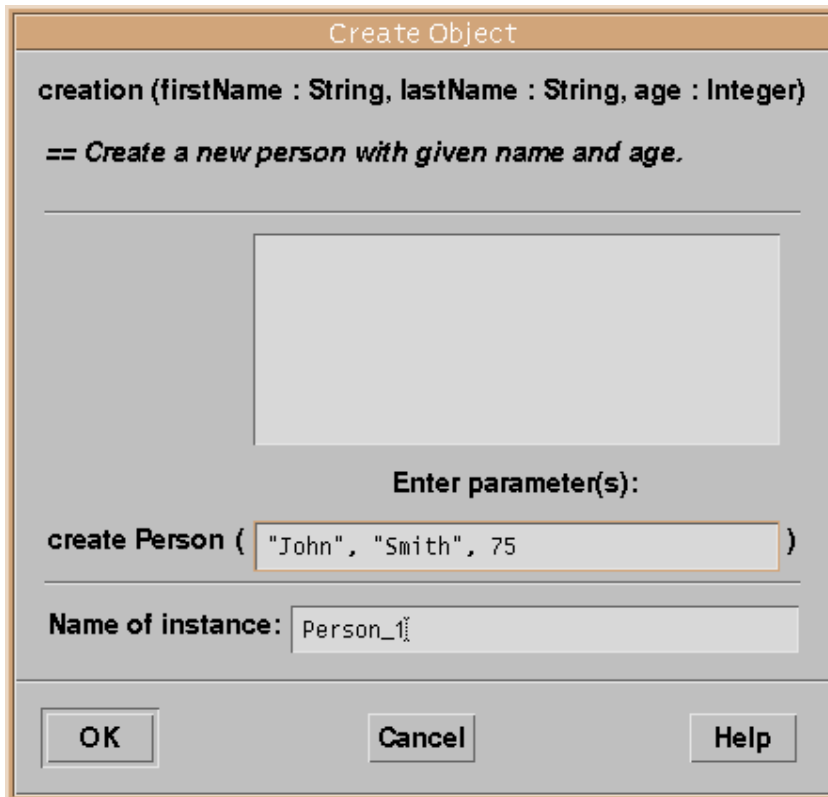 Create Object
creation (firstName : String, lastName : String, age : Integer)
== Create a new person with given name and age.
Enter parameter(s):
create Person ( "John", "Smith", 75 )
Name of instance: Person_1
OK Cancel Help